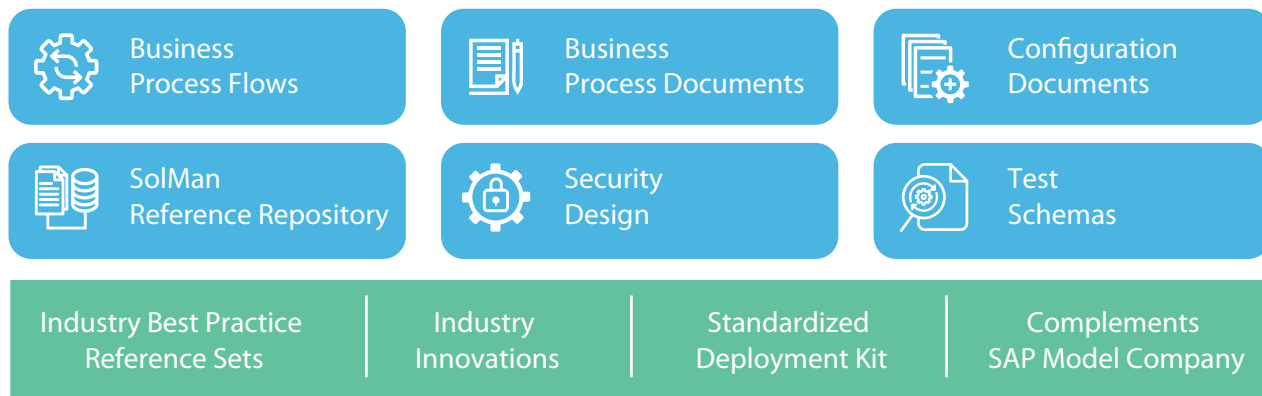 Business
Process Flows
Business
Process Documents
Configuration
Documents
SolMan
Reference Repository
Security
Design
Test
Schemas
Industry Best Practice
Reference Sets
Industry
Innovations
Standardized
Deployment Kit
Complements
SAP Model Company